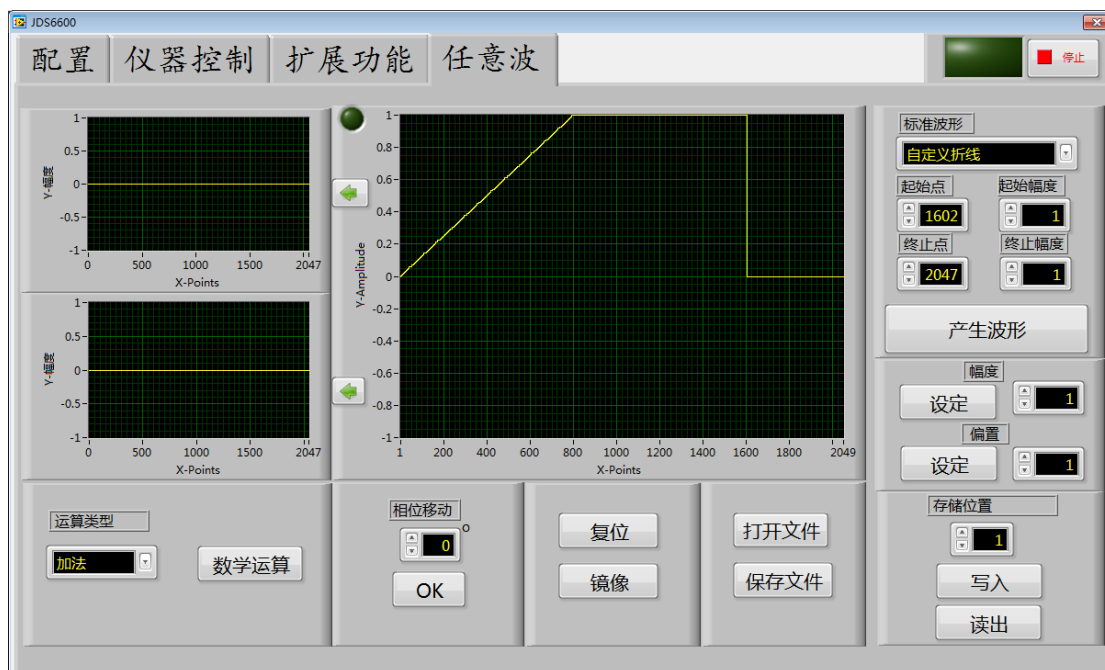 JDS6600
配置 仪器控制 扩展功能 任意波
停止
1
0.5
0
-0.5
-1
Y-幅度
0 500 1000 1500 2047
X-Points
1
0.5
0
-0.5
-1
Y-幅度
0 500 1000 1500 2047
X-Points
1
0.8
0.6
0.4
0.2
0
-0.2
-0.4
-0.6
-0.8
-1
Y-Amplitude
1 200 400 600 800 1000 1200 1400 1600 1800 2049
X-Points
标准波形
自定义折线
起始点 起始幅度
1602 1
终止点 终止幅度
2047 1
产生波形
幅度
设定 1
偏置
设定 1
存储位置
1
写入
读出
运算类型
加法
数学运算
相位移动
0 o
OK
复位
镜像
打开文件
保存文件